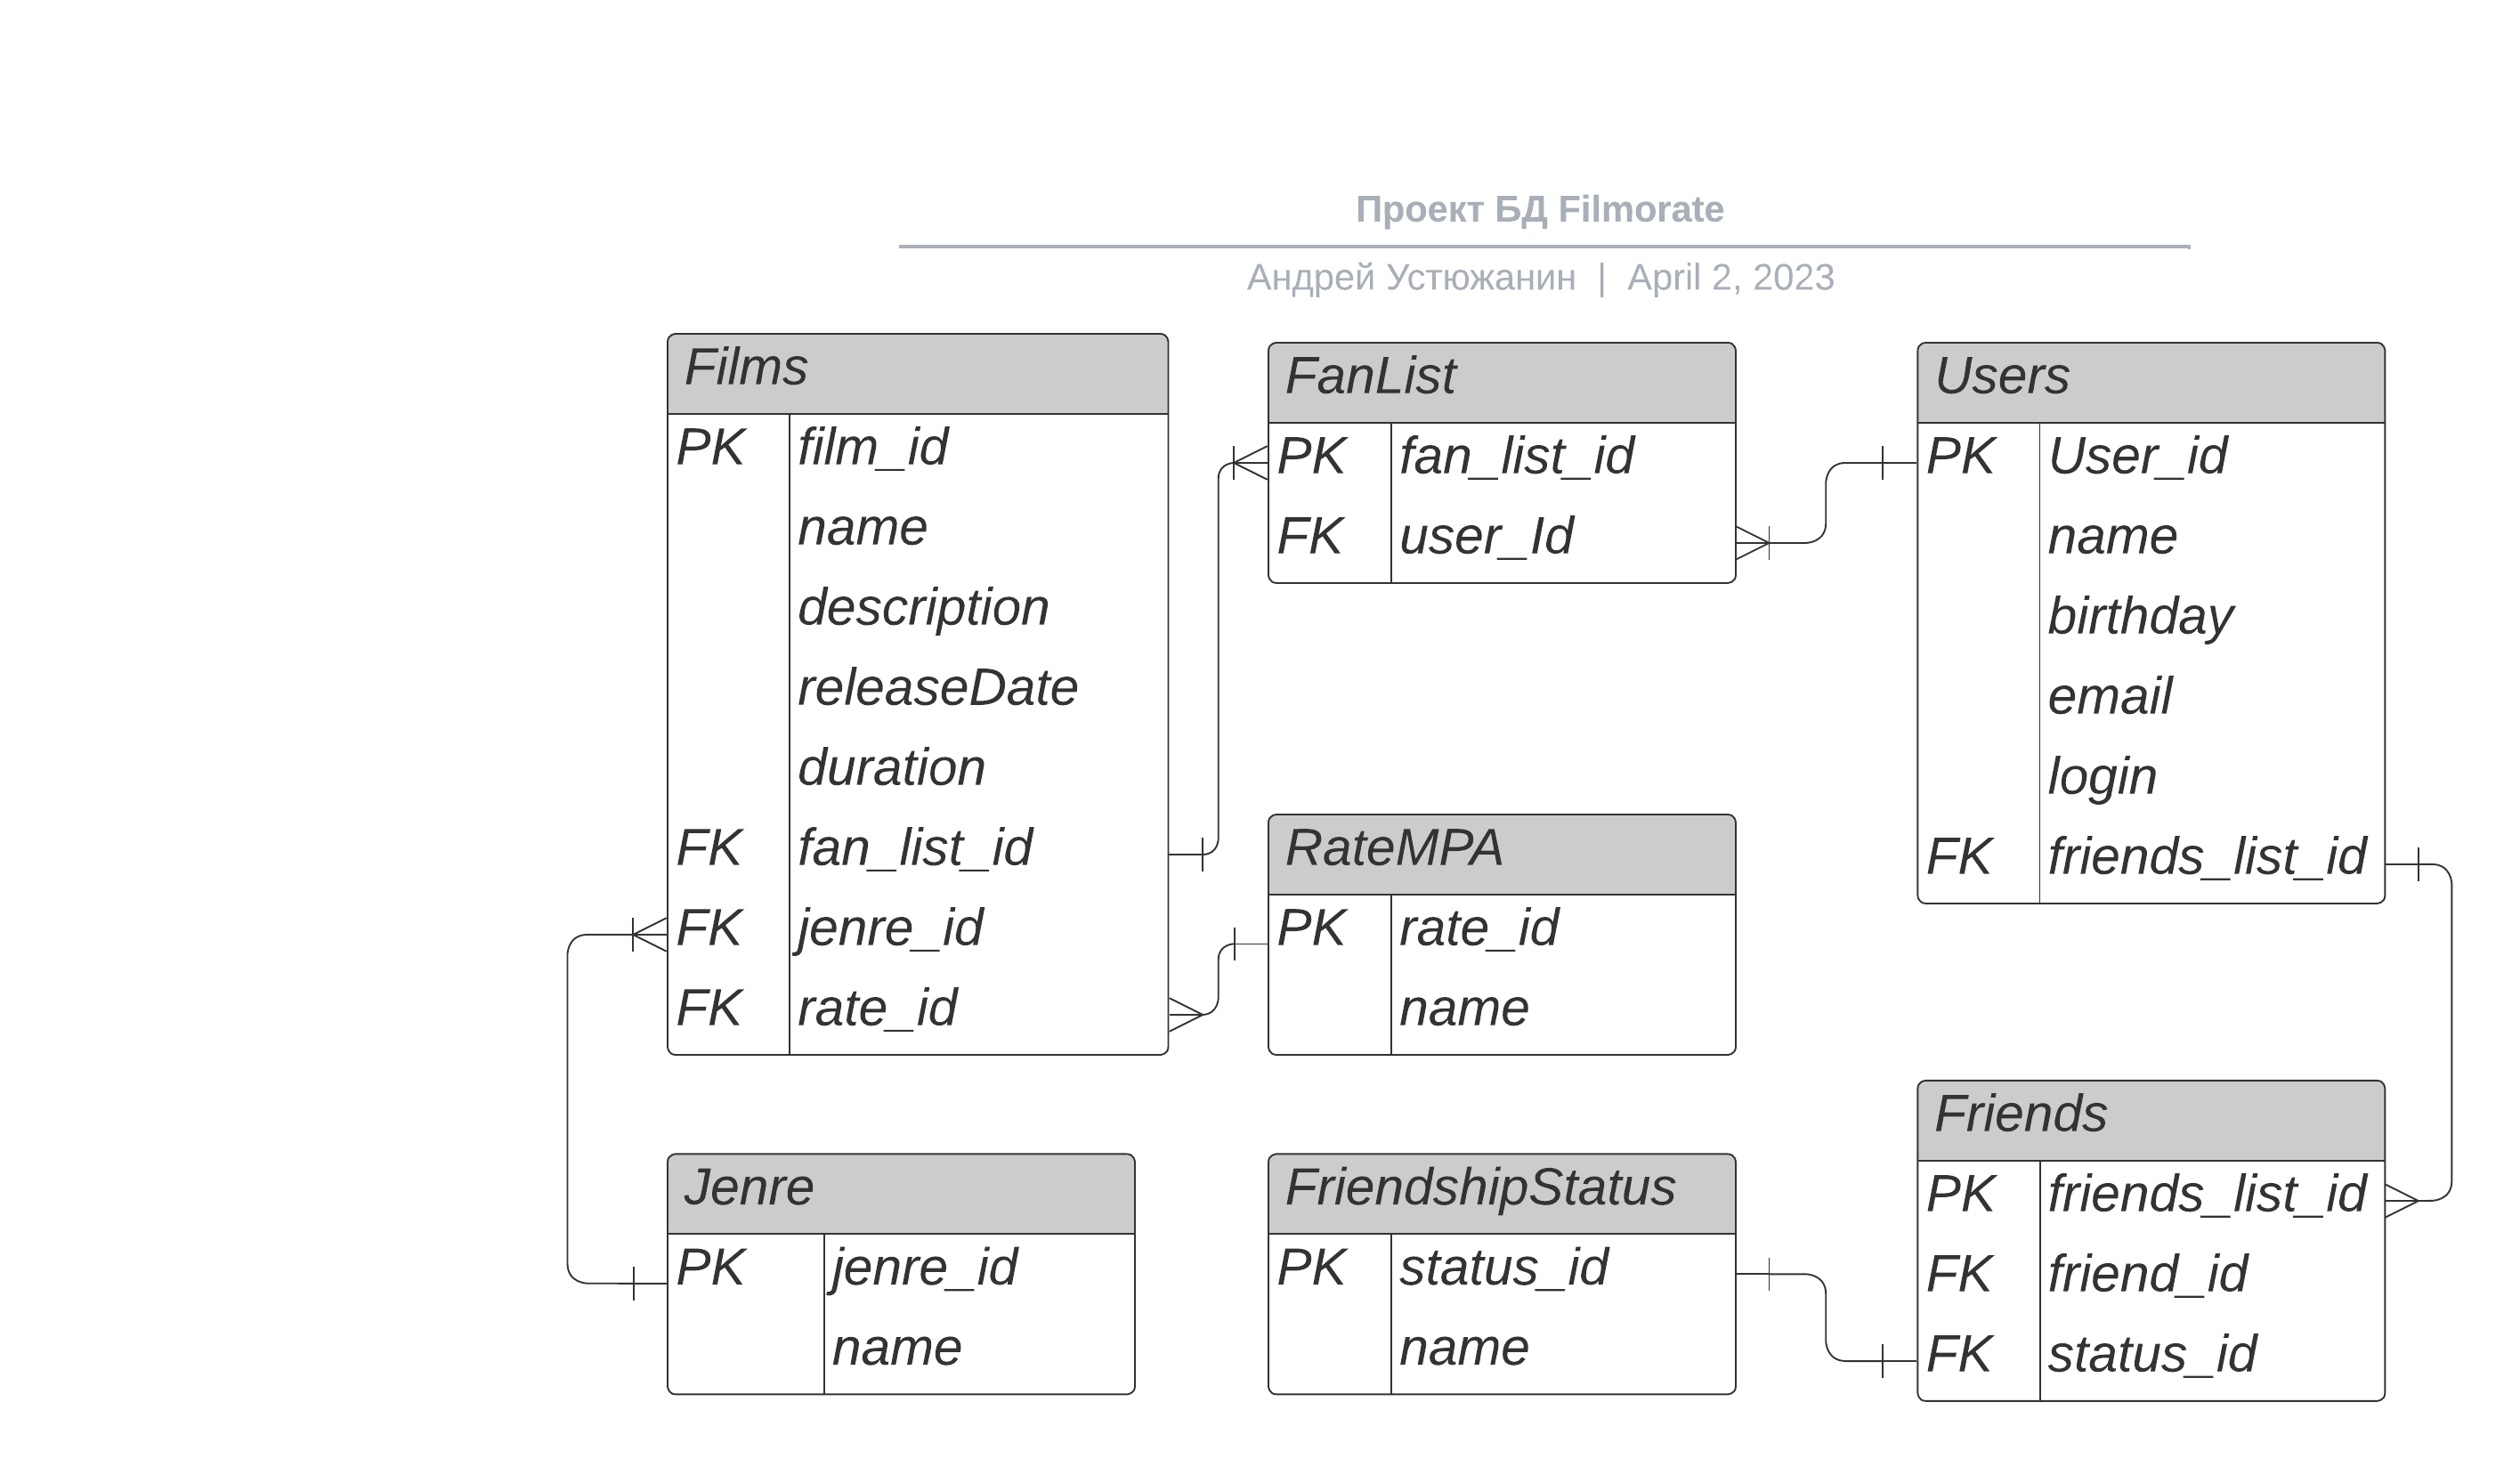 Проект БД Filmorate
Андрей Устюжанин | April 2, 2023
Films
PK film_id
name
description
releaseDate
duration
FK fan_list_id
FK jenre_id
FK rate_id
FanList
PK fan_list_id
FK user_Id
Users
PK User_id
name
birthday
email
login
FK friends_list_id
RateMPA
PK rate_id
name
Jenre
PK jenre_id
name
FriendshipStatus
PK status_id
name
Friends
PK friends_list_id
FK friend_id
FK status_id